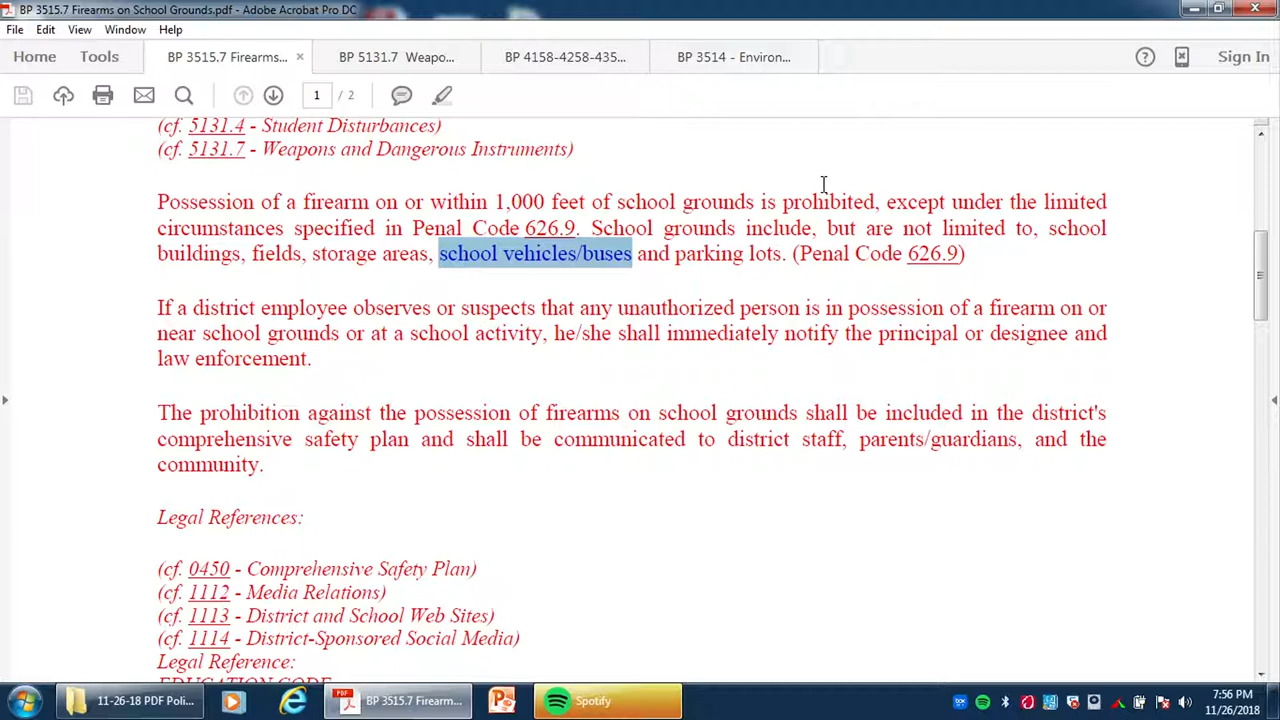 BP 3515.7 Firearms on School Grounds.pdf - Adobe Acrobat Pro DC
File Edit View Window Help
Home Tools BP 3515.7 Firearms... × BP 5131.7 Weapo... BP 4158-4258-435... BP 3514 - Environ... Sign In
1 / 2
(cf. 5131.4 - Student Disturbances)
(cf. 5131.7 - Weapons and Dangerous Instruments)
Possession of a firearm on or within 1,000 feet of school grounds is prohibited, except under the limited
circumstances specified in Penal Code 626.9. School grounds include, but are not limited to, school
buildings, fields, storage areas, school vehicles/buses and parking lots. (Penal Code 626.9)
If a district employee observes or suspects that any unauthorized person is in possession of a firearm on or
near school grounds or at a school activity, he/she shall immediately notify the principal or designee and
law enforcement.
The prohibition against the possession of firearms on school grounds shall be included in the district's
comprehensive safety plan and shall be communicated to district staff, parents/guardians, and the
community.
Legal References:
(cf. 0450 - Comprehensive Safety Plan)
(cf. 1112 - Media Relations)
(cf. 1113 - District and School Web Sites)
(cf. 1114 - District-Sponsored Social Media)
Legal Reference:
EDUCATION CODE
11-26-18 PDF Poli... BP 3515.7 Firearm... Spotify
7:56 PM
11/26/2018